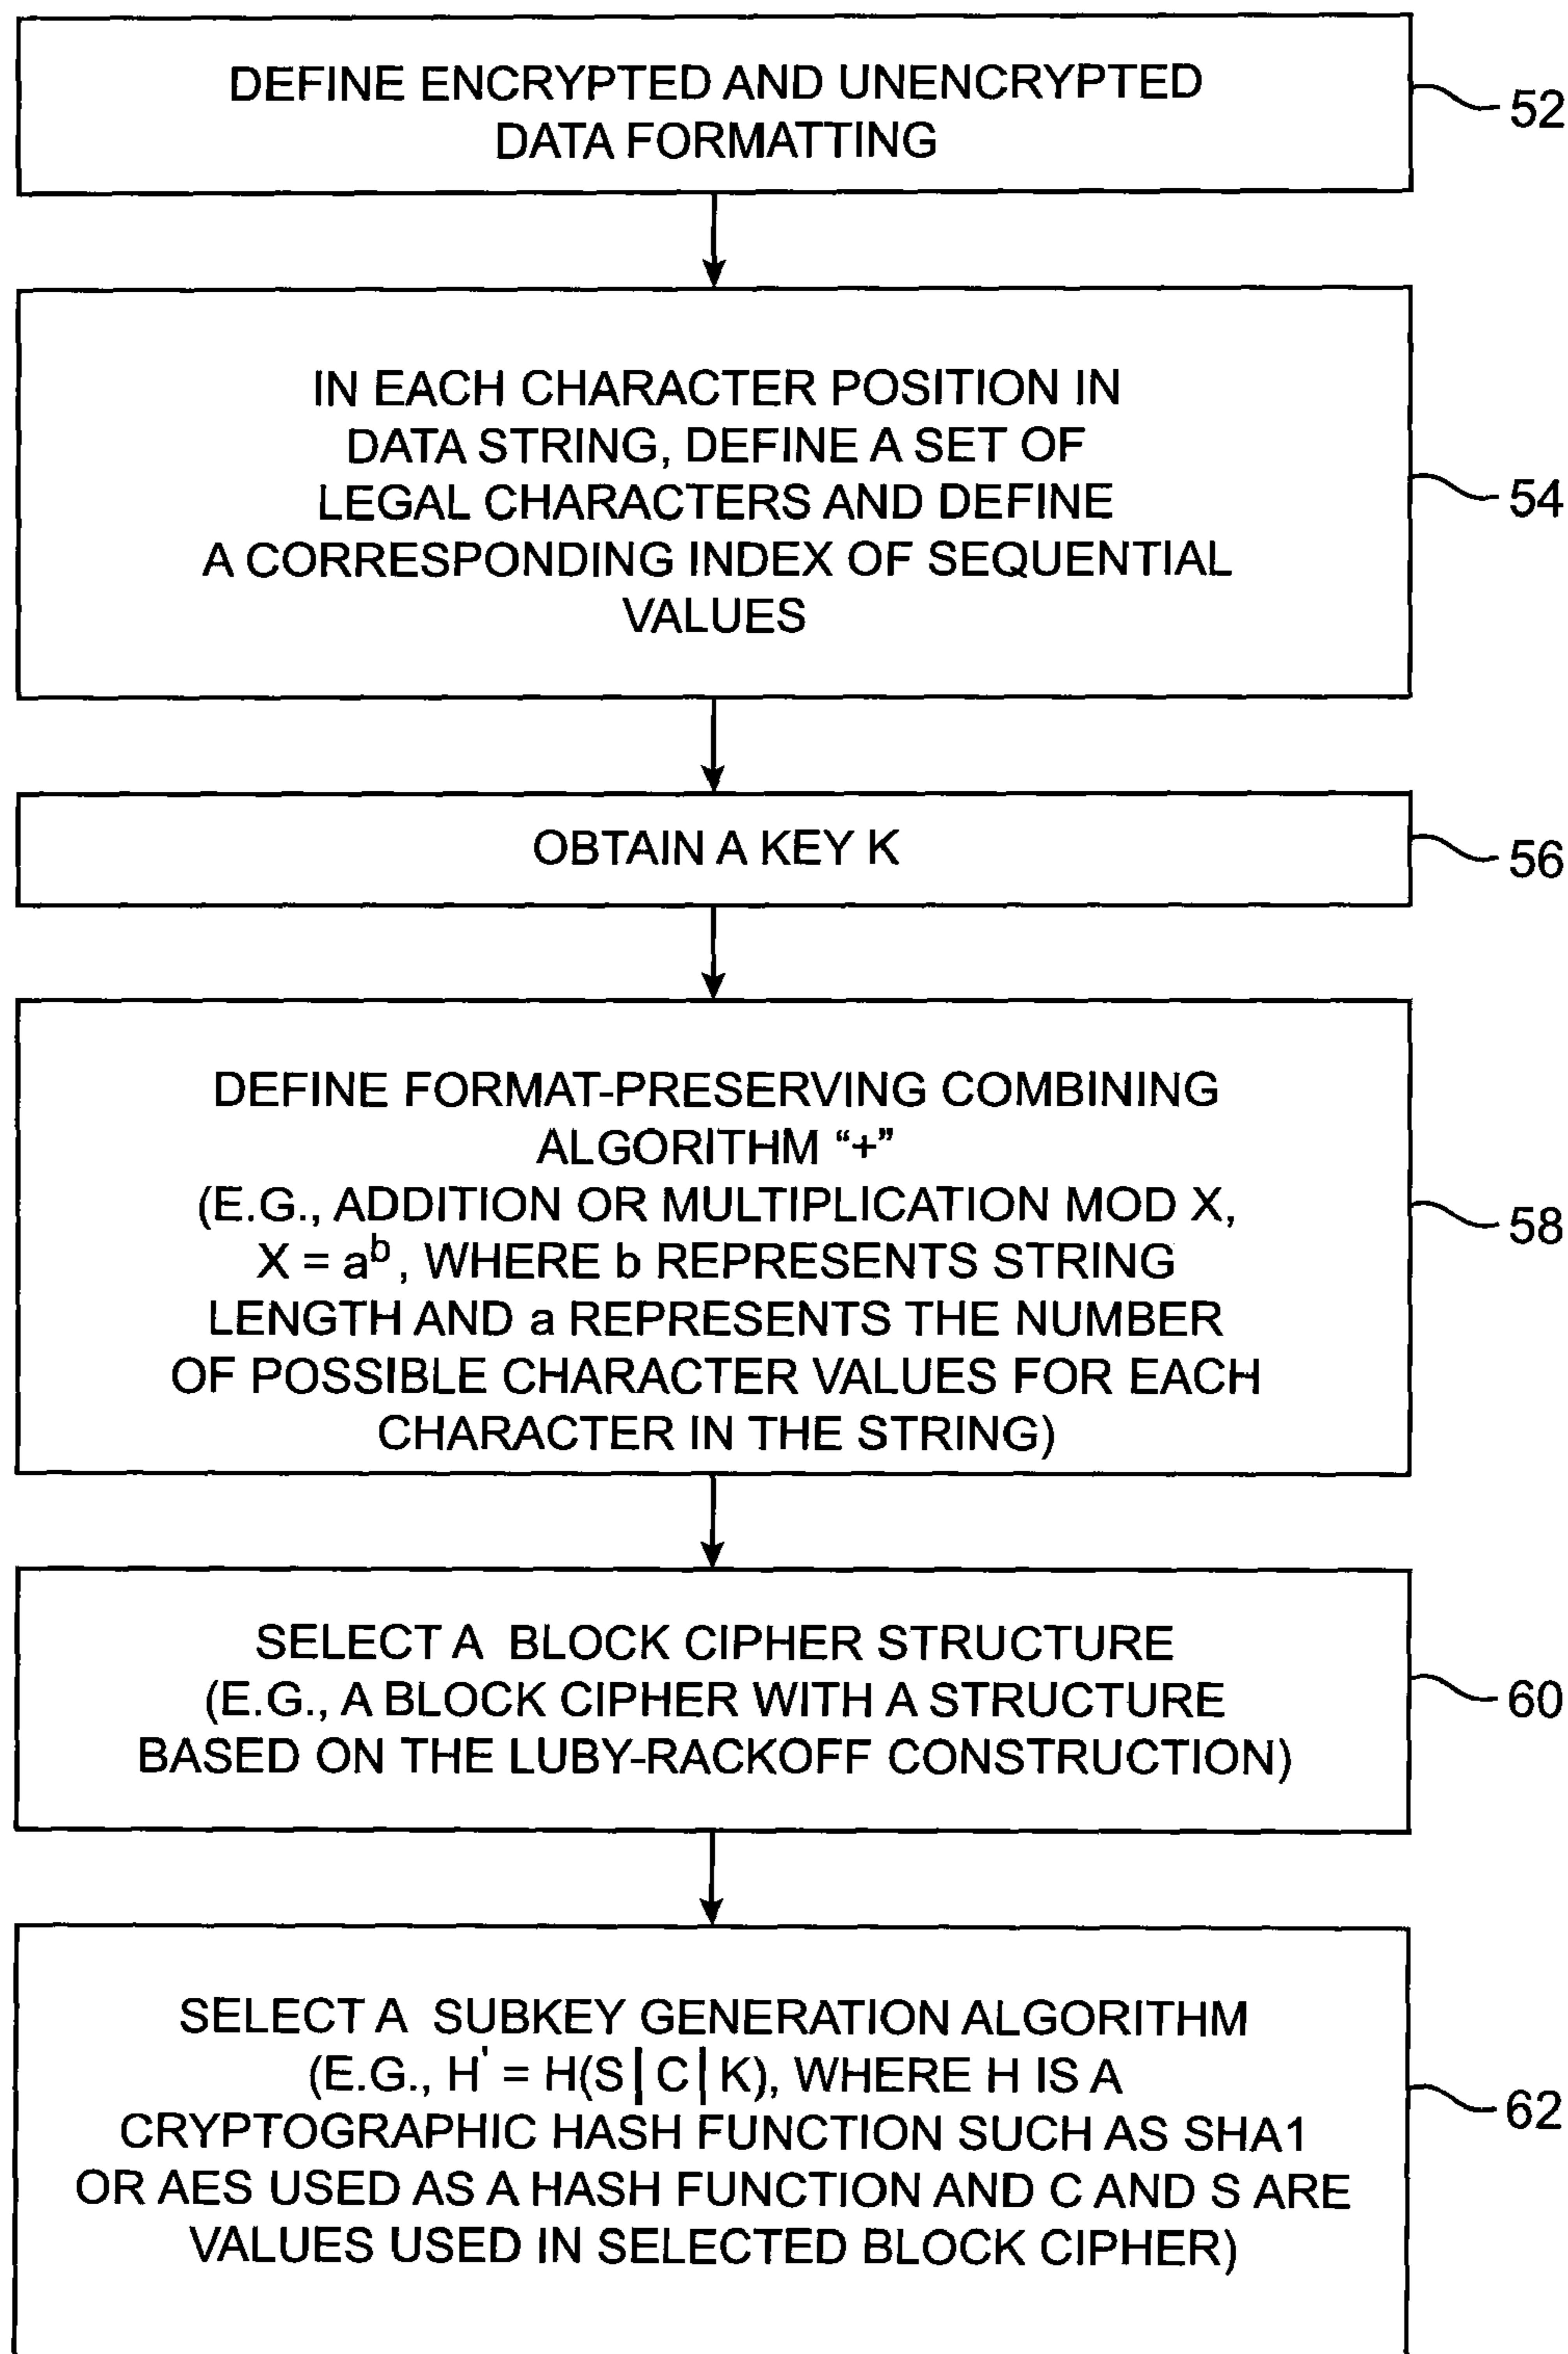 DEFINE ENCRYPTED AND UNENCRYPTED
DATA FORMATTING
52
IN EACH CHARACTER POSITION IN
DATA STRING, DEFINE A SET OF
LEGAL CHARACTERS AND DEFINE
A CORRESPONDING INDEX OF SEQUENTIAL
VALUES
54
OBTAIN A KEY K
56
DEFINE FORMAT-PRESERVING COMBINING
ALGORITHM “+”
(E.G., ADDITION OR MULTIPLICATION MOD X,
X = a^b, WHERE b REPRESENTS STRING
LENGTH AND a REPRESENTS THE NUMBER
OF POSSIBLE CHARACTER VALUES FOR EACH
CHARACTER IN THE STRING)
58
SELECT A BLOCK CIPHER STRUCTURE
(E.G., A BLOCK CIPHER WITH A STRUCTURE
BASED ON THE LUBY-RACKOFF CONSTRUCTION)
60
SELECT A SUBKEY GENERATION ALGORITHM
(E.G., H' = H(S|C|K), WHERE H IS A
CRYPTOGRAPHIC HASH FUNCTION SUCH AS SHA1
OR AES USED AS A HASH FUNCTION AND C AND S ARE
VALUES USED IN SELECTED BLOCK CIPHER)
62